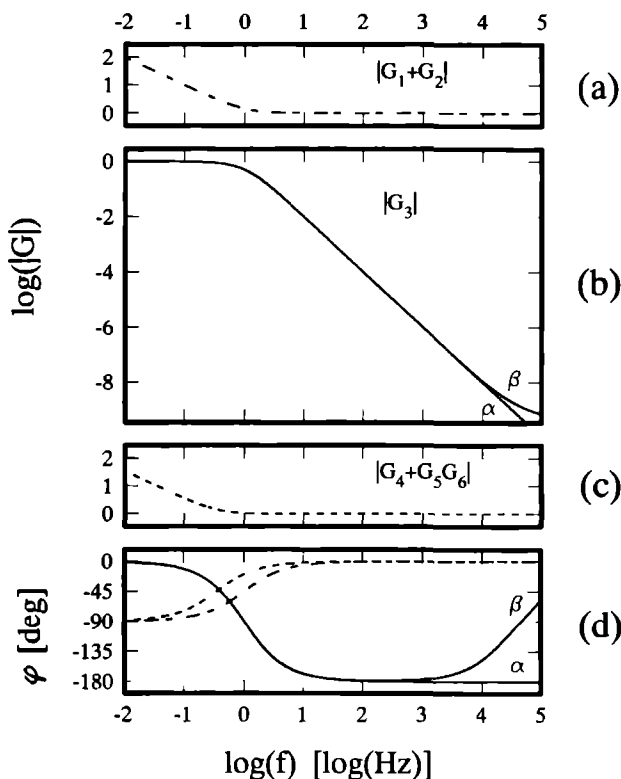 -2 -1 0 1 2 3 4 5
2
1
0
|G₁+G₂|
(a)
0
-2
-4
-6
-8
log(|G|)
|G₃|
β
α
(b)
2
1
0
|G₄+G₅G₆|
(c)
0
-45
-90
-135
-180
φ [deg]
β
α
(d)
-2 -1 0 1 2 3 4 5
log(f) [log(Hz)]